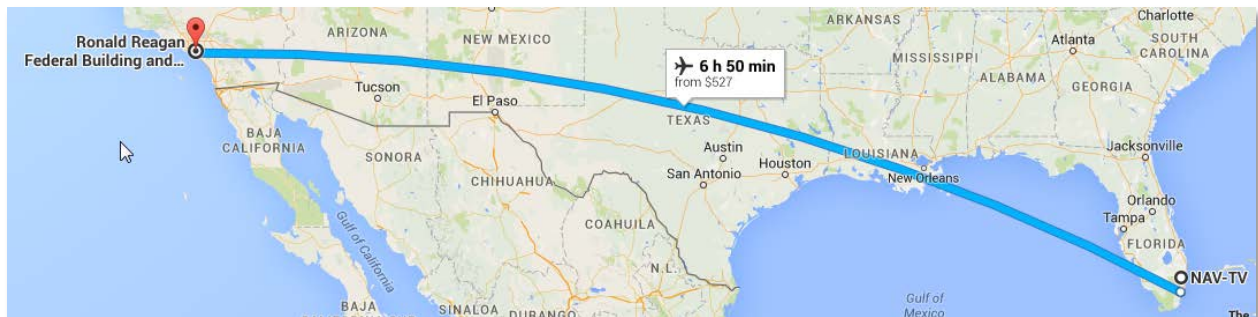 Ronald Reagan
Federal Building and...
ARIZONA
NEW MEXICO
Tucson
El Paso
BAJA
CALIFORNIA
SONORA
CHIHUAHUA
COAHUILA
N.L.
Gulf of California
BAJA
SINALOA
DURANGO
6 h 50 min
from $527
TEXAS
Austin
San Antonio
Houston
ARKANSAS
MISSISSIPPI
LOUISIANA
New Orleans
ALABAMA
Atlanta
GEORGIA
Charlotte
SOUTH
CAROLINA
Jacksonville
Orlando
Tampa
FLORIDA
NAV-TV
Gulf of
Mexico
The